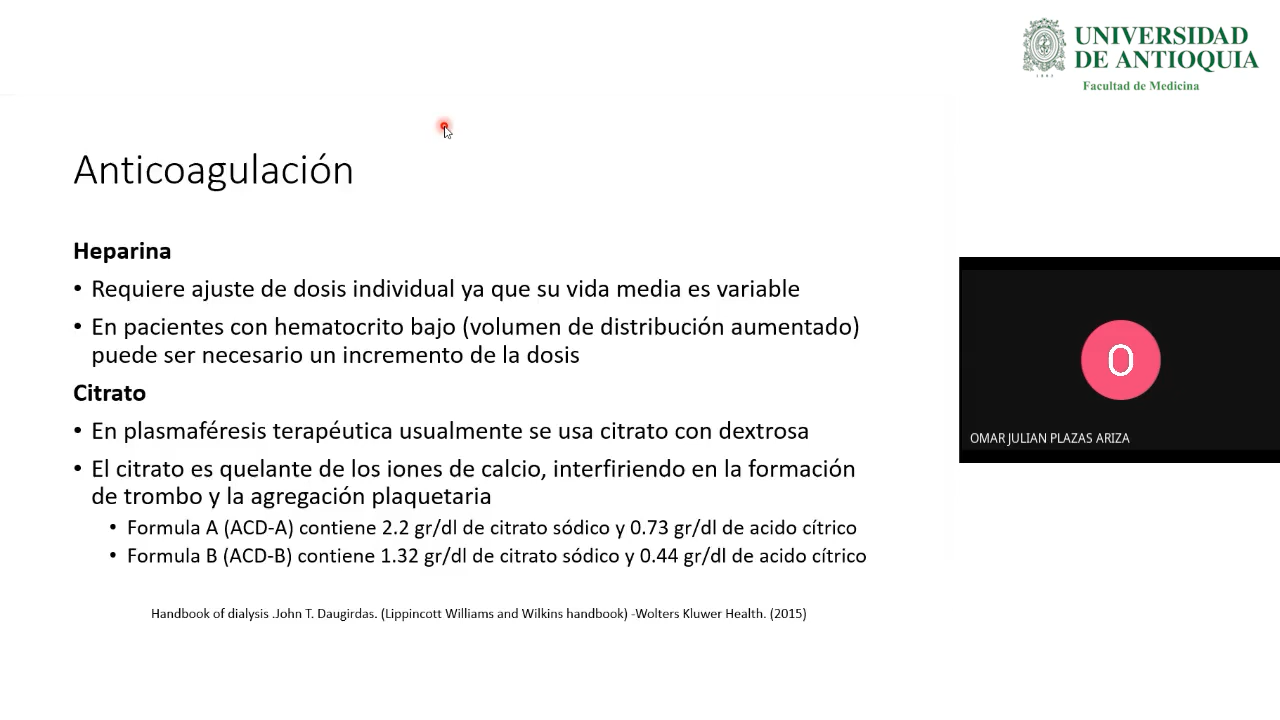 UNIVERSIDAD
DE ANTIOQUIA
1803
Facultad de Medicina
Anticoagulación
Heparina
• Requiere ajuste de dosis individual ya que su vida media es variable
• En pacientes con hematocrito bajo (volumen de distribución aumentado)
puede ser necesario un incremento de la dosis
Citrato
• En plasmaféresis terapéutica usualmente se usa citrato con dextrosa
• El citrato es quelante de los iones de calcio, interfiriendo en la formación
de trombo y la agregación plaquetaria
• Formula A (ACD-A) contiene 2.2 gr/dl de citrato sódico y 0.73 gr/dl de acido cítrico
• Formula B (ACD-B) contiene 1.32 gr/dl de citrato sódico y 0.44 gr/dl de acido cítrico
Handbook of dialysis .John T. Daugirdas. (Lippincott Williams and Wilkins handbook) -Wolters Kluwer Health. (2015)
O
OMAR JULIAN PLAZAS ARIZA